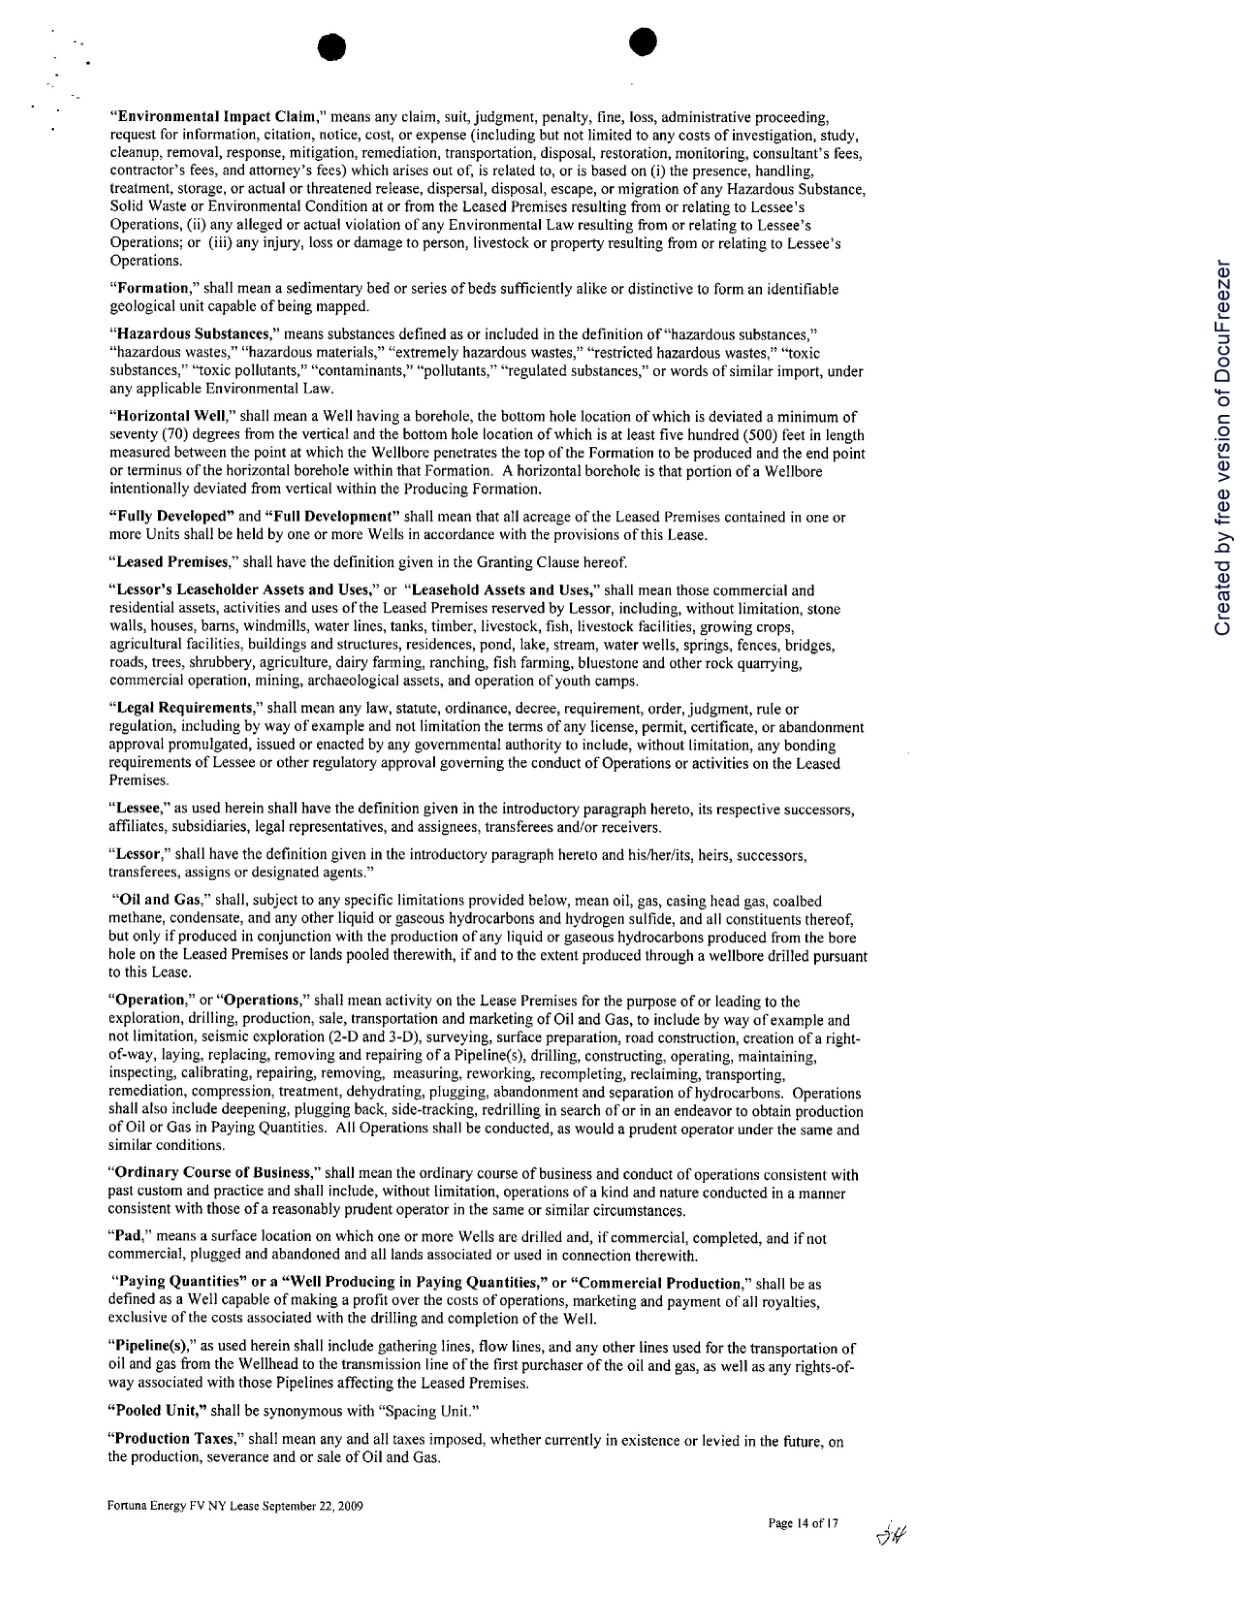 “Environmental Impact Claim,” means any claim, suit, judgment, penalty, fine, loss, administrative proceeding,
request for information, citation, notice, cost, or expense (including but not limited to any costs of investigation, study,
cleanup, removal, response, mitigation, remediation, transportation, disposal, restoration, monitoring, consultant’s fees,
contractor’s fees, and attorney’s fees) which arises out of, is related to, or is based on (i) the presence, handling,
treatment, storage, or actual or threatened release, dispersal, disposal, escape, or migration of any Hazardous Substance,
Solid Waste or Environmental Condition at or from the Leased Premises resulting from or relating to Lessee’s
Operations, (ii) any alleged or actual violation of any Environmental Law resulting from or relating to Lessee’s
Operations; or (iii) any injury, loss or damage to person, livestock or property resulting from or relating to Lessee’s
Operations.
“Formation,” shall mean a sedimentary bed or series of beds sufficiently alike or distinctive to form an identifiable
geological unit capable of being mapped.
“Hazardous Substances,” means substances defined as or included in the definition of “hazardous substances,”
“hazardous wastes,” “hazardous materials,” “extremely hazardous wastes,” “restricted hazardous wastes,” “toxic
substances,” “toxic pollutants,” “contaminants,” “pollutants,” “regulated substances,” or words of similar import, under
any applicable Environmental Law.
“Horizontal Well,” shall mean a Well having a borehole, the bottom hole location of which is deviated a minimum of
seventy (70) degrees from the vertical and the bottom hole location of which is at least five hundred (500) feet in length
measured between the point at which the Wellbore penetrates the top of the Formation to be produced and the end point
or terminus of the horizontal borehole within that Formation. A horizontal borehole is that portion of a Wellbore
intentionally deviated from vertical within the Producing Formation.
“Fully Developed” and “Full Development” shall mean that all acreage of the Leased Premises contained in one or
more Units shall be held by one or more Wells in accordance with the provisions of this Lease.
“Leased Premises,” shall have the definition given in the Granting Clause hereof.
“Lessor’s Leaseholder Assets and Uses,” or “Leasehold Assets and Uses,” shall mean those commercial and
residential assets, activities and uses of the Leased Premises reserved by Lessor, including, without limitation, stone
walls, houses, barns, windmills, water lines, tanks, timber, livestock, fish, livestock facilities, growing crops,
agricultural facilities, buildings and structures, residences, pond, lake, stream, water wells, springs, fences, bridges,
roads, trees, shrubbery, agriculture, dairy farming, ranching, fish farming, bluestone and other rock quarrying,
commercial operation, mining, archaeological assets, and operation of youth camps.
“Legal Requirements,” shall mean any law, statute, ordinance, decree, requirement, order, judgment, rule or
regulation, including by way of example and not limitation the terms of any license, permit, certificate, or abandonment
approval promulgated, issued or enacted by any governmental authority to include, without limitation, any bonding
requirements of Lessee or other regulatory approval governing the conduct of Operations or activities on the Leased
Premises.
“Lessee,” as used herein shall have the definition given in the introductory paragraph hereto, its respective successors,
affiliates, subsidiaries, legal representatives, and assignees, transferees and/or receivers.
“Lessor,” shall have the definition given in the introductory paragraph hereto and his/her/its, heirs, successors,
transferees, assigns or designated agents.”
“Oil and Gas,” shall, subject to any specific limitations provided below, mean oil, gas, casing head gas, coalbed
methane, condensate, and any other liquid or gaseous hydrocarbons and hydrogen sulfide, and all constituents thereof,
but only if produced in conjunction with the production of any liquid or gaseous hydrocarbons produced from the bore
hole on the Leased Premises or lands pooled therewith, if and to the extent produced through a wellbore drilled pursuant
to this Lease.
“Operation,” or “Operations,” shall mean activity on the Lease Premises for the purpose of or leading to the
exploration, drilling, production, sale, transportation and marketing of Oil and Gas, to include by way of example and
not limitation, seismic exploration (2-D and 3-D), surveying, surface preparation, road construction, creation of a right-
of-way, laying, replacing, removing and repairing of a Pipeline(s), drilling, constructing, operating, maintaining,
inspecting, calibrating, repairing, removing, measuring, reworking, recompleting, reclaiming, transporting,
remediation, compression, treatment, dehydrating, plugging, abandonment and separation of hydrocarbons. Operations
shall also include deepening, plugging back, side-tracking, redrilling in search of or in an endeavor to obtain production
of Oil or Gas in Paying Quantities. All Operations shall be conducted, as would a prudent operator under the same and
similar conditions.
“Ordinary Course of Business,” shall mean the ordinary course of business and conduct of operations consistent with
past custom and practice and shall include, without limitation, operations of a kind and nature conducted in a manner
consistent with those of a reasonably prudent operator in the same or similar circumstances.
“Pad,” means a surface location on which one or more Wells are drilled and, if commercial, completed, and if not
commercial, plugged and abandoned and all lands associated or used in connection therewith.
“Paying Quantities” or a “Well Producing in Paying Quantities,” or “Commercial Production,” shall be as
defined as a Well capable of making a profit over the costs of operations, marketing and payment of all royalties,
exclusive of the costs associated with the drilling and completion of the Well.
“Pipeline(s),” as used herein shall include gathering lines, flow lines, and any other lines used for the transportation of
oil and gas from the Wellhead to the transmission line of the first purchaser of the oil and gas, as well as any rights-of-
way associated with those Pipelines affecting the Leased Premises.
“Pooled Unit,” shall be synonymous with “Spacing Unit.”
“Production Taxes,” shall mean any and all taxes imposed, whether currently in existence or levied in the future, on
the production, severance and or sale of Oil and Gas.
Fortuna Energy FV NY Lease September 22, 2009
Page 14 of 17
Created by free version of DocuFreezer